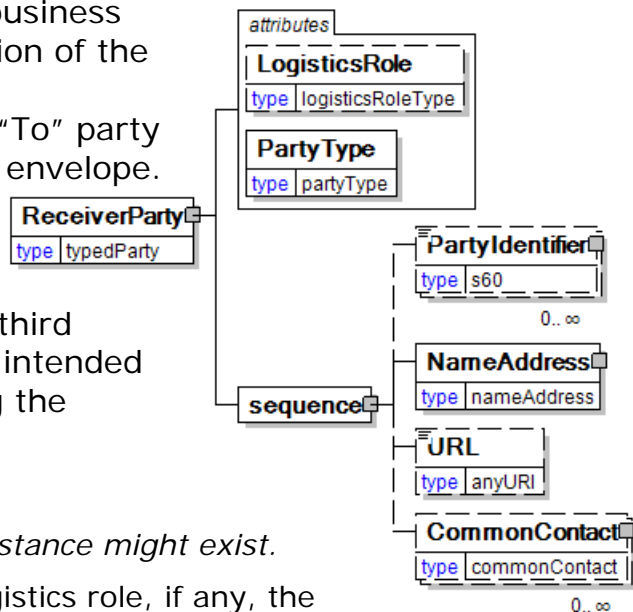 business
ion of the
“To” party
envelope.
third
intended
g the
stance might exist.
gistics role, if any, the
attributes
LogisticsRole
type logisticsRoleType
PartyType
type partyType
ReceiverParty
type typedParty
sequence
PartyIdentifier
type s60
0.. ∞
NameAddress
type nameAddress
URL
type anyURI
CommonContact
type commonContact
0.. ∞